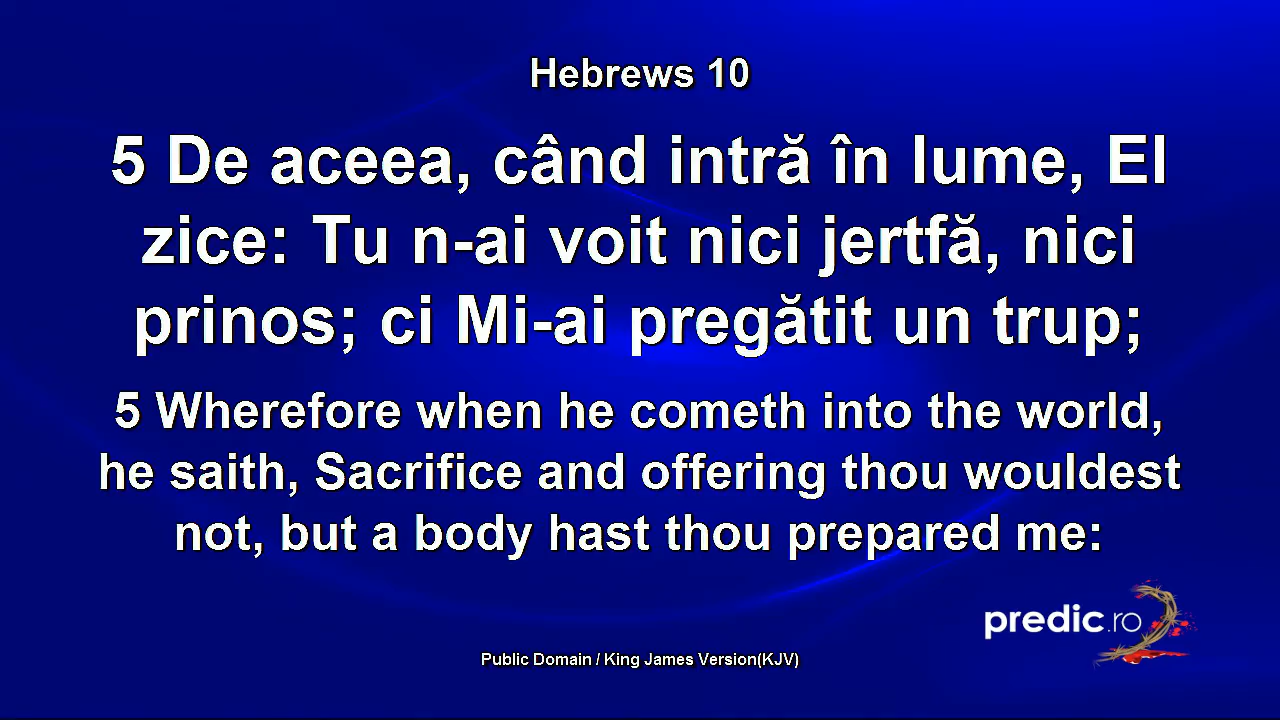 Hebrews 10
5 De aceea, când intră în lume, El
zice: Tu n-ai voit nici jertfă, nici
prinos; ci Mi-ai pregătit un trup;
5 Wherefore when he cometh into the world,
he saith, Sacrifice and offering thou wouldest
not, but a body hast thou prepared me:
predic.ro
Public Domain / King James Version(KJV)